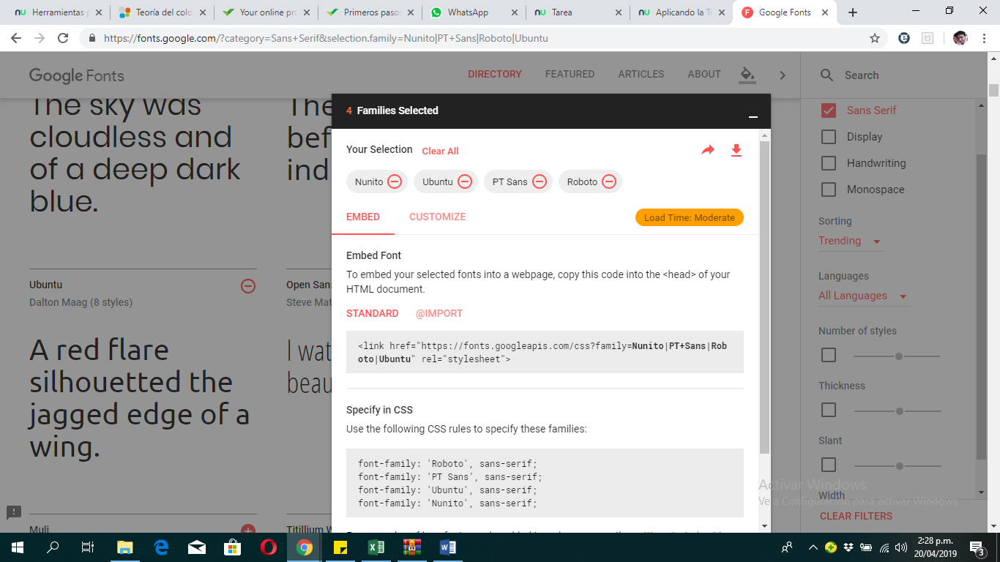 Herramientas p
Teoría del colo
Your online pro
Primeros pasos
WhatsApp
Tarea
Aplicando la Te
Google Fonts
https://fonts.google.com/?category=Sans+Serif&selection.family=Nunito|PT+Sans|Roboto|Ubuntu
Google Fonts
DIRECTORY
FEATURED
ARTICLES
ABOUT
Search
The sky was
cloudless and
of a deep dark
blue.
The
bef
ind
4 Families Selected
Your Selection
Clear All
Nunito
Ubuntu
PT Sans
Roboto
EMBED
CUSTOMIZE
Load Time: Moderate
Embed Font
To embed your selected fonts into a webpage, copy this code into the <head> of your
HTML document.
STANDARD
@IMPORT
<link href="https://fonts.googleapis.com/css?family=Nunito|PT+Sans|Rob
oto|Ubuntu" rel="stylesheet">
Specify in CSS
Use the following CSS rules to specify these families:
font-family: 'Roboto', sans-serif;
font-family: 'PT Sans', sans-serif;
font-family: 'Ubuntu', sans-serif;
font-family: 'Nunito', sans-serif;
Ubuntu
Dalton Maag (8 styles)
Open Sans
Steve Mat
A red flare
silhouetted the
jagged edge of a
wing.
I wat
beau
Muli
Titillium W
Sans Serif
Display
Handwriting
Monospace
Sorting
Trending
Languages
All Languages
Number of styles
Thickness
Slant
Width
CLEAR FILTERS
Activar Windows
Ve a Configuración para activar Windows.
2:28 p.m.
20/04/2019
3